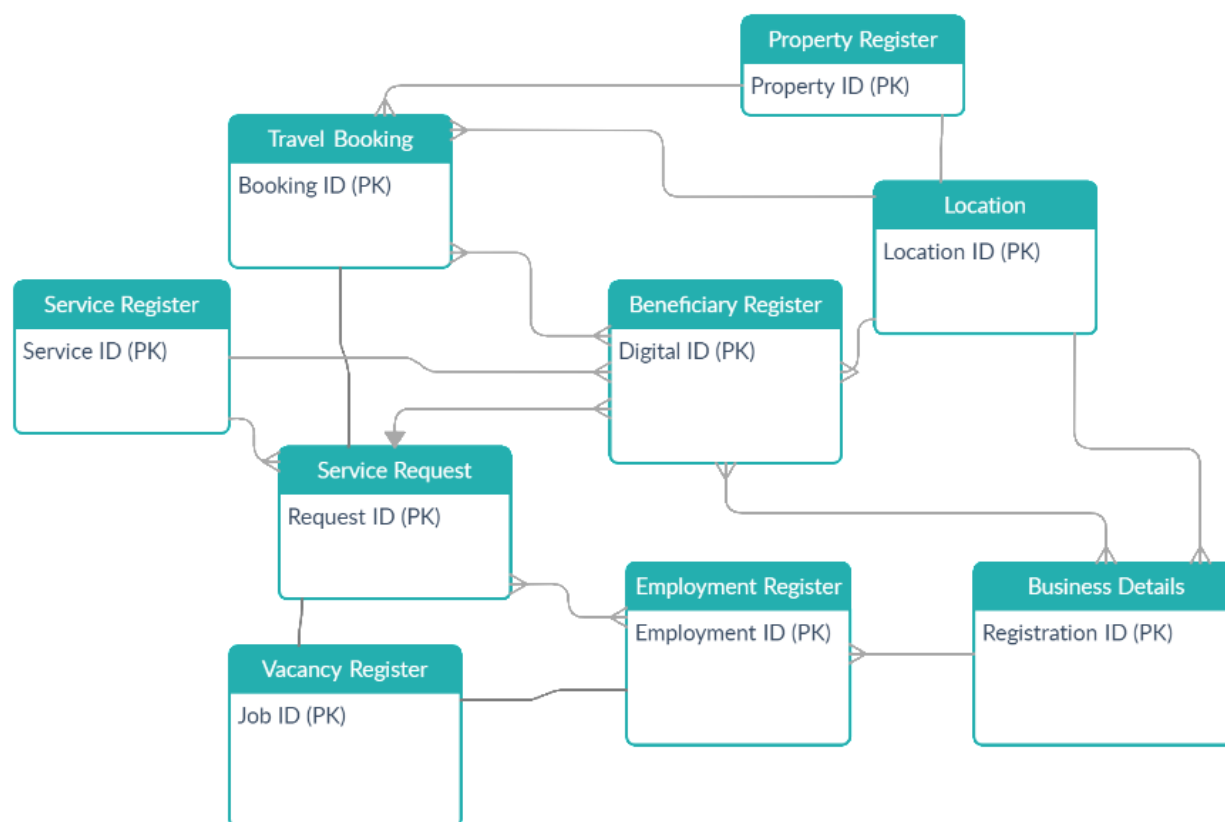 Property Register
Property ID (PK)
Travel Booking
Booking ID (PK)
Location
Location ID (PK)
Service Register
Service ID (PK)
Beneficiary Register
Digital ID (PK)
Service Request
Request ID (PK)
Employment Register
Employment ID (PK)
Business Details
Registration ID (PK)
Vacancy Register
Job ID (PK)